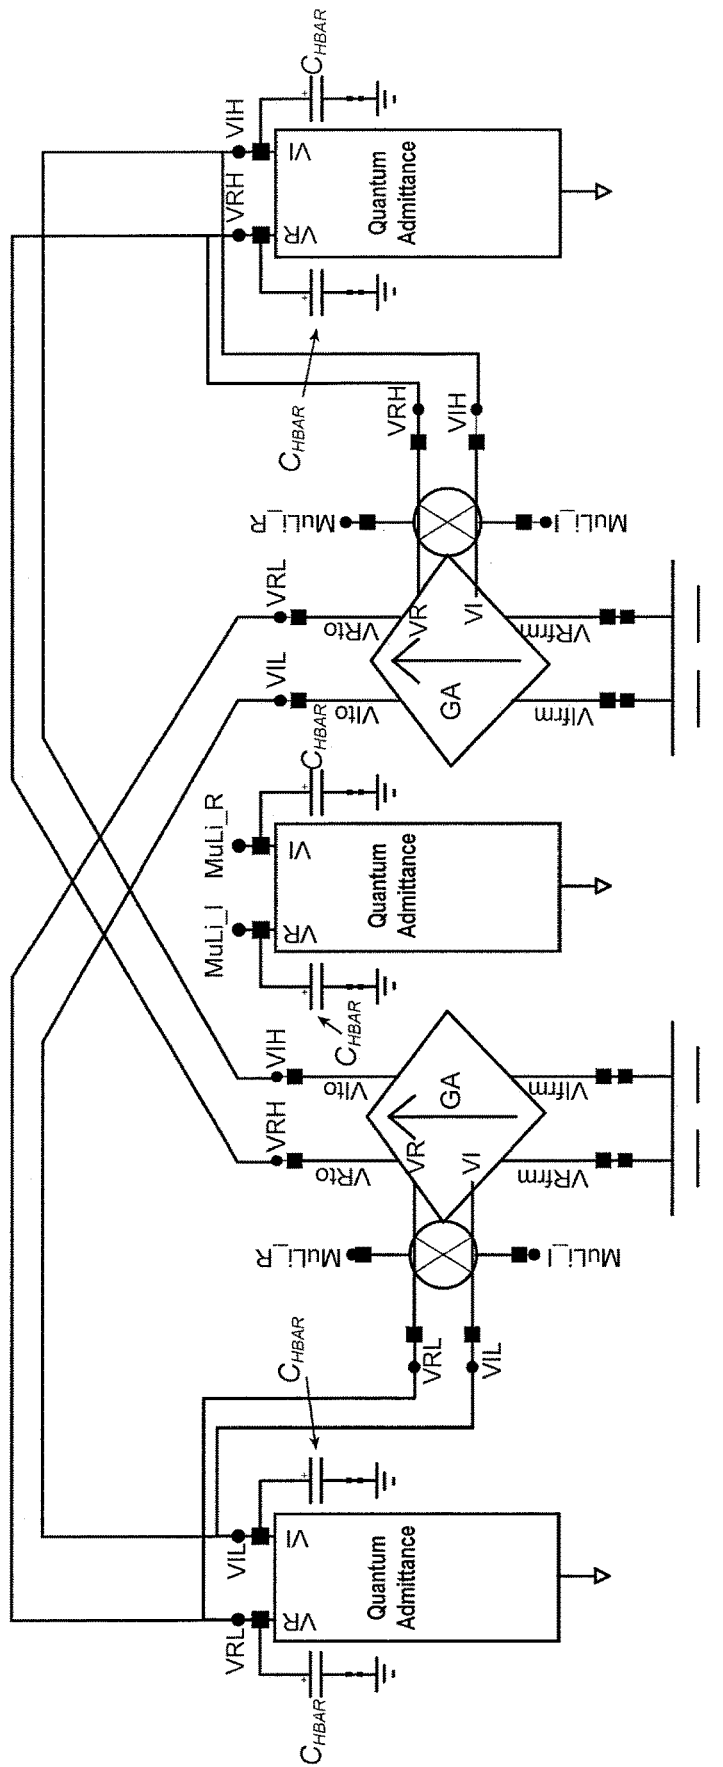 C_HBAR
VIH
VRH
VI
VR
Quantum
Admittance
C_HBAR
VRH
VIH
MuLi_R
MuLi_I
VRL
VIL
VRto
VIto
VR
VI
GA
VRfrm
VIfrm
C_HBAR
MuLi_R
MuLi_I
VI
VR
Quantum
Admittance
C_HBAR
VIH
VRH
VIto
VRto
GA
VR
VI
VIfrm
VRfrm
MuLi_R
MuLi_I
VRL
VIL
C_HBAR
VIL
VRL
VI
VR
Quantum
Admittance
C_HBAR